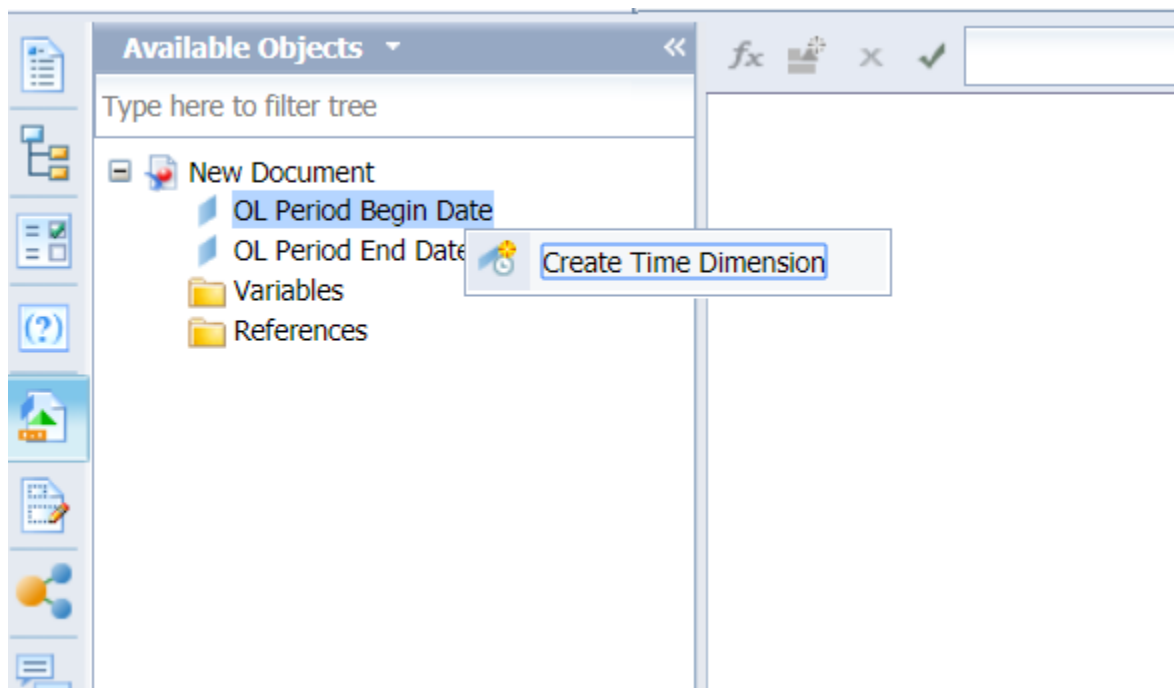 Available Objects
fx
Type here to filter tree
New Document
OL Period Begin Date
OL Period End Date
Create Time Dimension
Variables
References
(?)